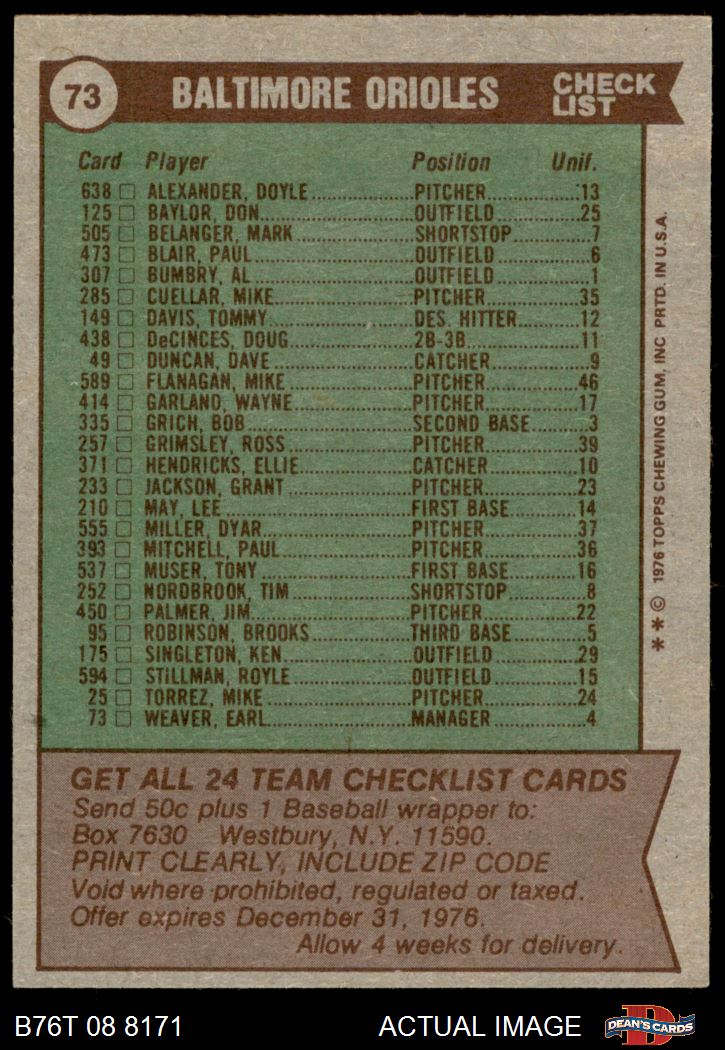 73 BALTIMORE ORIOLES CHECK LIST
Card Player Position Unif.
638 ALEXANDER, DOYLE PITCHER 13
125 BAYLOR, DON OUTFIELD 25
505 BELANGER, MARK SHORTSTOP 7
473 BLAIR, PAUL OUTFIELD 6
307 BUMBRY, AL OUTFIELD 1
285 CUELLAR, MIKE PITCHER 35
149 DAVIS, TOMMY DES. HITTER 12
438 DeCINCES, DOUG 2B-3B 11
49 DUNCAN, DAVE CATCHER 9
589 FLANAGAN, MIKE PITCHER 46
414 GARLAND, WAYNE PITCHER 17
335 GRICH, BOB SECOND BASE 3
257 GRIMSLEY, ROSS PITCHER 39
371 HENDRICKS, ELLIE CATCHER 10
233 JACKSON, GRANT PITCHER 23
210 MAY, LEE FIRST BASE 14
555 MILLER, DYAR PITCHER 37
393 MITCHELL, PAUL PITCHER 36
537 MUSER, TONY FIRST BASE 16
252 NORDBROOK, TIM SHORTSTOP 8
450 PALMER, JIM PITCHER 22
95 ROBINSON, BROOKS THIRD BASE 5
175 SINGLETON, KEN OUTFIELD 29
594 STILLMAN, ROYLE OUTFIELD 15
25 TORREZ, MIKE PITCHER 24
73 WEAVER, EARL MANAGER 4
**© 1976 TOPPS CHEWING GUM, INC PRTD. IN U.S.A.
GET ALL 24 TEAM CHECKLIST CARDS
Send 50c plus 1 Baseball wrapper to:
Box 7630 Westbury, N.Y. 11590.
PRINT CLEARLY, INCLUDE ZIP CODE
Void where prohibited, regulated or taxed.
Offer expires December 31, 1976.
Allow 4 weeks for delivery.
B76T 08 8171 ACTUAL IMAGE D DEAN'S CARDS